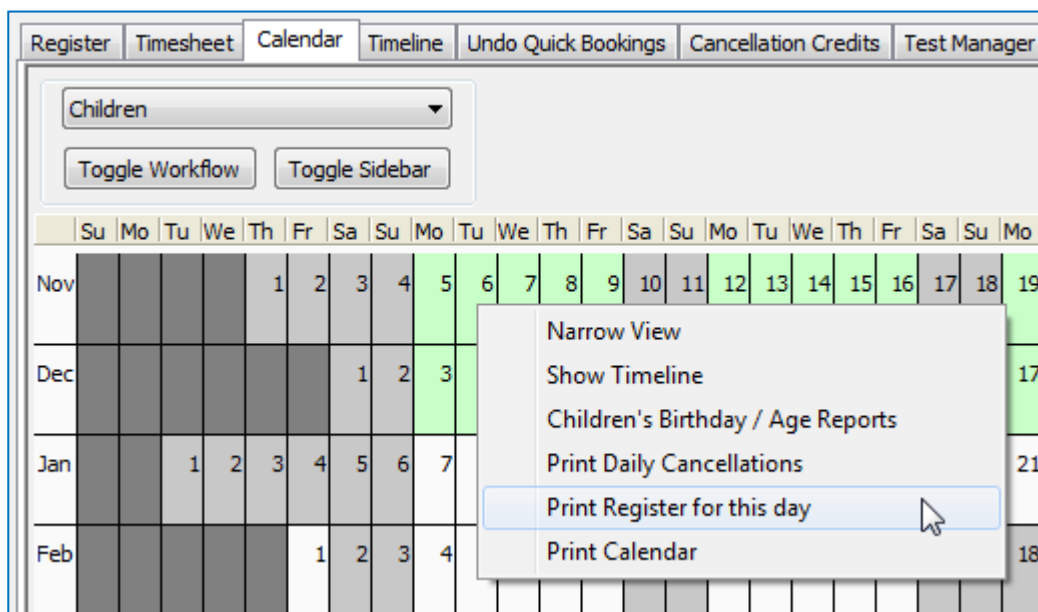 Register Timesheet Calendar Timeline Undo Quick Bookings Cancellation Credits Test Manager
Children
Toggle Workflow Toggle Sidebar
Su Mo Tu We Th Fr Sa Su Mo Tu We Th Fr Sa Su Mo Tu We Th Fr Sa Su Mo
Nov 1 2 3 4 5 6 7 8 9 10 11 12 13 14 15 16 17 18 19
Narrow View
Dec 1 2 3 17
Show Timeline
Children's Birthday / Age Reports
Jan 1 2 3 4 5 6 7 21
Print Daily Cancellations
Print Register for this day
Feb 1 2 3 4 18
Print Calendar